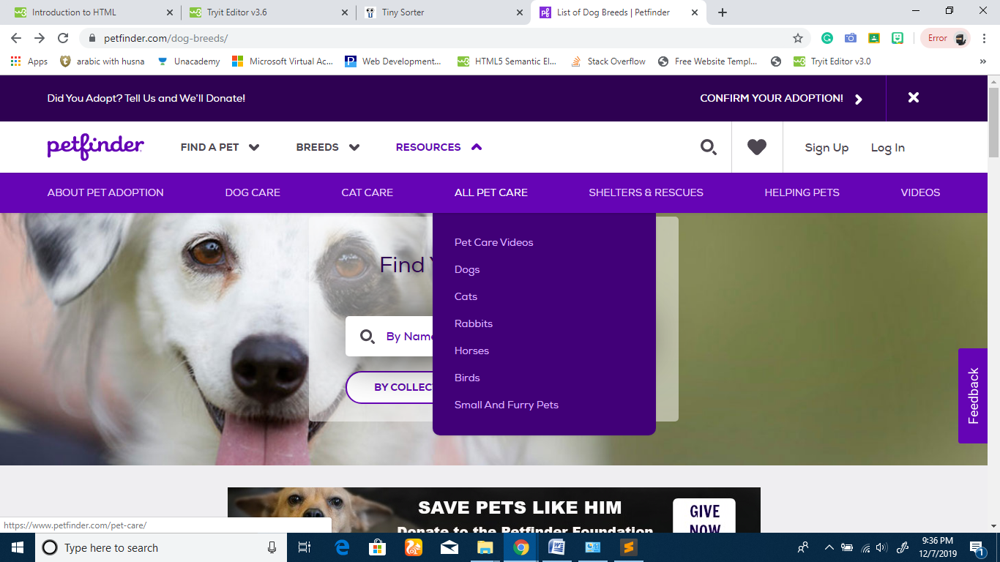 Introduction to HTML
Tryit Editor v3.6
Tiny Sorter
List of Dog Breeds | Petfinder
petfinder.com/dog-breeds/
Error
Apps
arabic with husna
Unacademy
Microsoft Virtual Ac...
Web Development...
HTML5 Semantic El...
Stack Overflow
Free Website Templ...
Tryit Editor v3.0
Did You Adopt? Tell Us and We'll Donate!
CONFIRM YOUR ADOPTION!
petfinder
FIND A PET
BREEDS
RESOURCES
Sign Up
Log In
ABOUT PET ADOPTION
DOG CARE
CAT CARE
ALL PET CARE
SHELTERS & RESCUES
HELPING PETS
VIDEOS
Find
By Name
BY COLLECT
Pet Care Videos
Dogs
Cats
Rabbits
Horses
Birds
Small And Furry Pets
Feedback
SAVE PETS LIKE HIM
Donate to the Petfinder Foundation
GIVE
NOW
https://www.petfinder.com/pet-care/
Type here to search
9:36 PM
12/7/2019
1